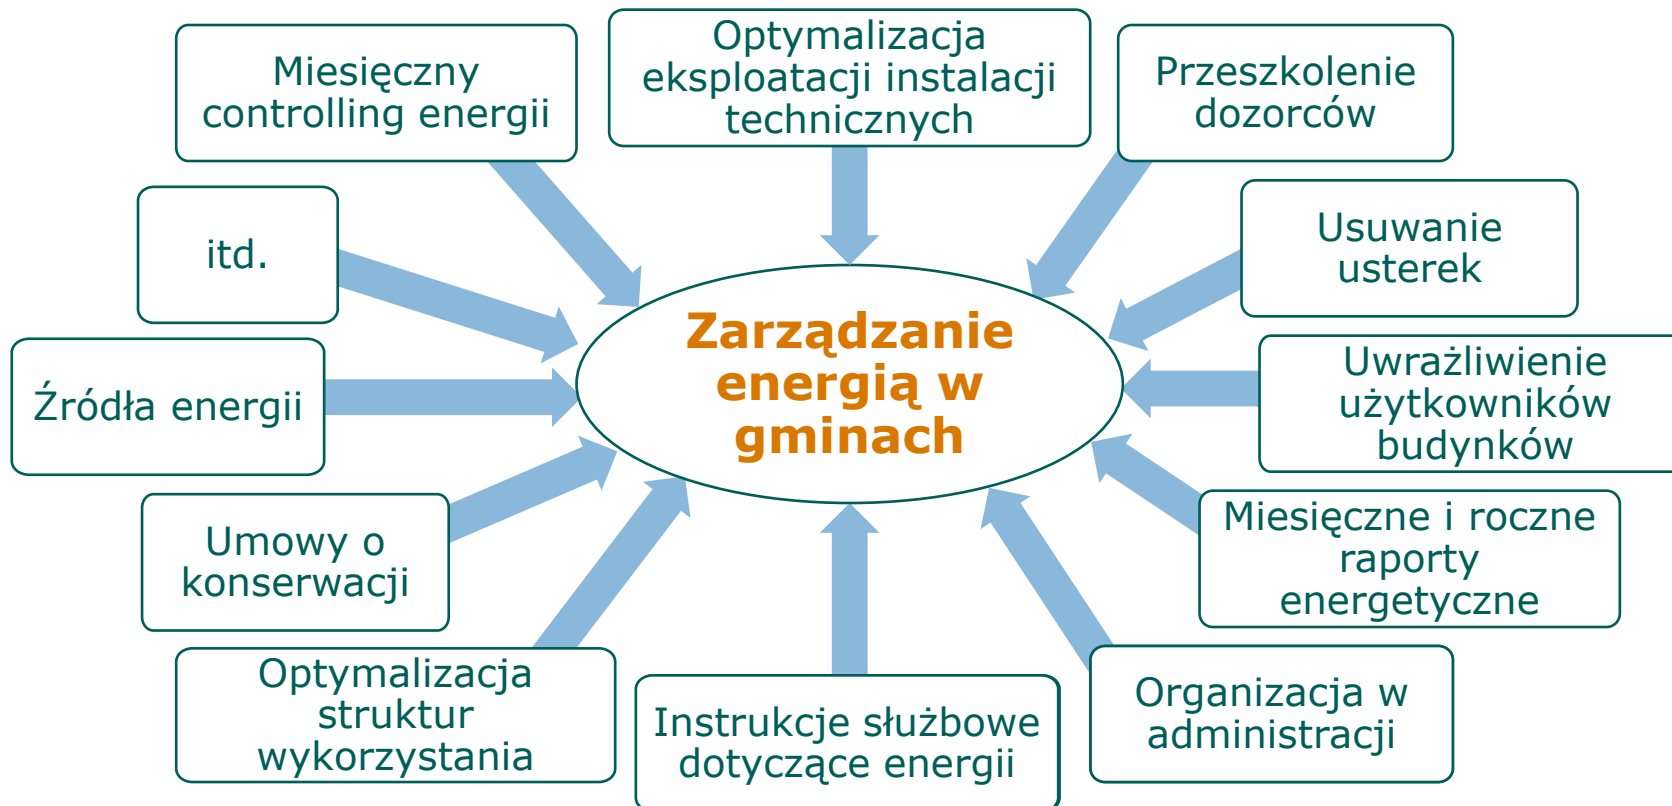 Miesięczny
controlling energii
Optymalizacja
eksploatacji instalacji
technicznych
Przeszkolenie
dozorców
itd.
Usuwanie
usterek
Zarządzanie
energią w
gminach
Źródła energii
Uwrażliwienie
użytkowników
budynków
Umowy o
konserwacji
Miesięczne i roczne
raporty
energetyczne
Optymalizacja
struktur
wykorzystania
Instrukcje służbowe
dotyczące energii
Organizacja w
administracji